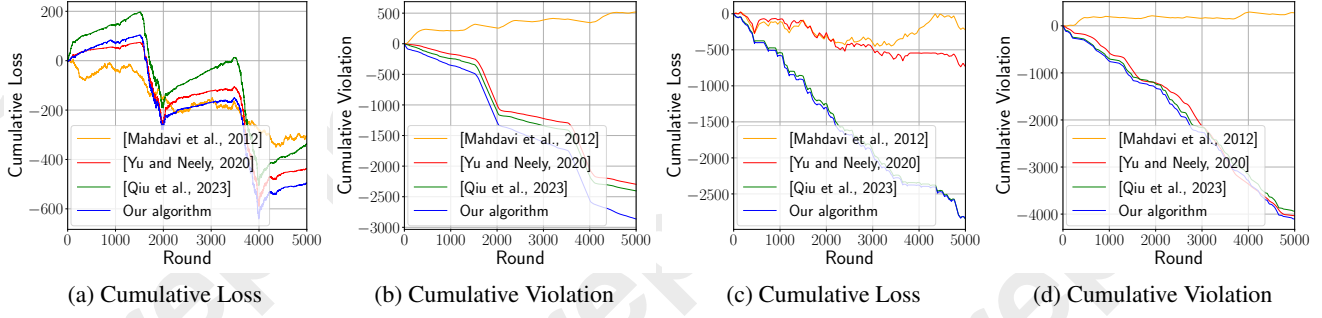 200
0
−200
−400
−600
Cumulative Loss
[Mahdavi et al., 2012]
[Yu and Neely, 2020]
[Qiu et al., 2023]
Our algorithm
0 1000 2000 3000 4000 5000
Round
(a) Cumulative Loss
500
0
−500
−1000
−1500
−2000
−2500
−3000
Cumulative Violation
[Mahdavi et al., 2012]
[Yu and Neely, 2020]
[Qiu et al., 2023]
Our algorithm
0 1000 2000 3000 4000 5000
Round
(b) Cumulative Violation
0
−500
−1000
−1500
−2000
−2500
Cumulative Loss
[Mahdavi et al., 2012]
[Yu and Neely, 2020]
[Qiu et al., 2023]
Our algorithm
0 1000 2000 3000 4000 5000
Round
(c) Cumulative Loss
0
−1000
−2000
−3000
−4000
Cumulative Violation
[Mahdavi et al., 2012]
[Yu and Neely, 2020]
[Qiu et al., 2023]
Our algorithm
0 1000 2000 3000 4000 5000
Round
(d) Cumulative Violation